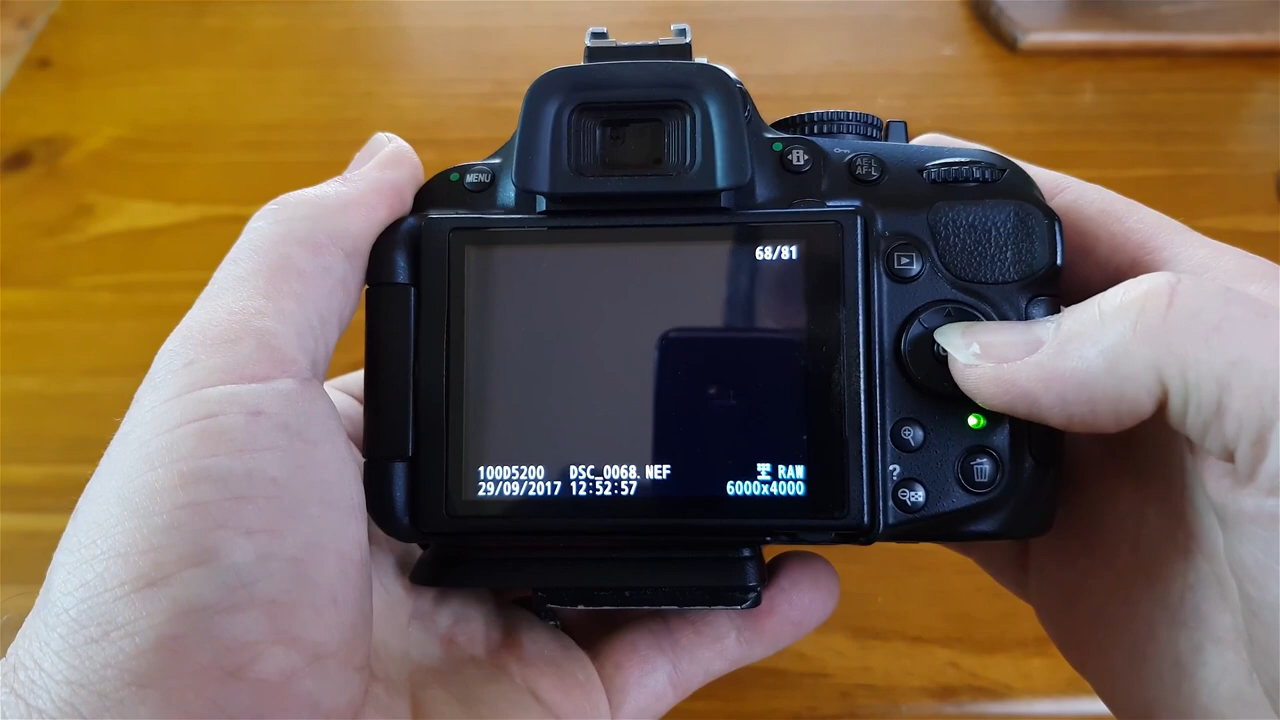 MENU
i
AE-L
AF-L
68/81
100D5200 DSC_0068.NEF RAW
29/09/2017 12:52:57 6000x4000
?